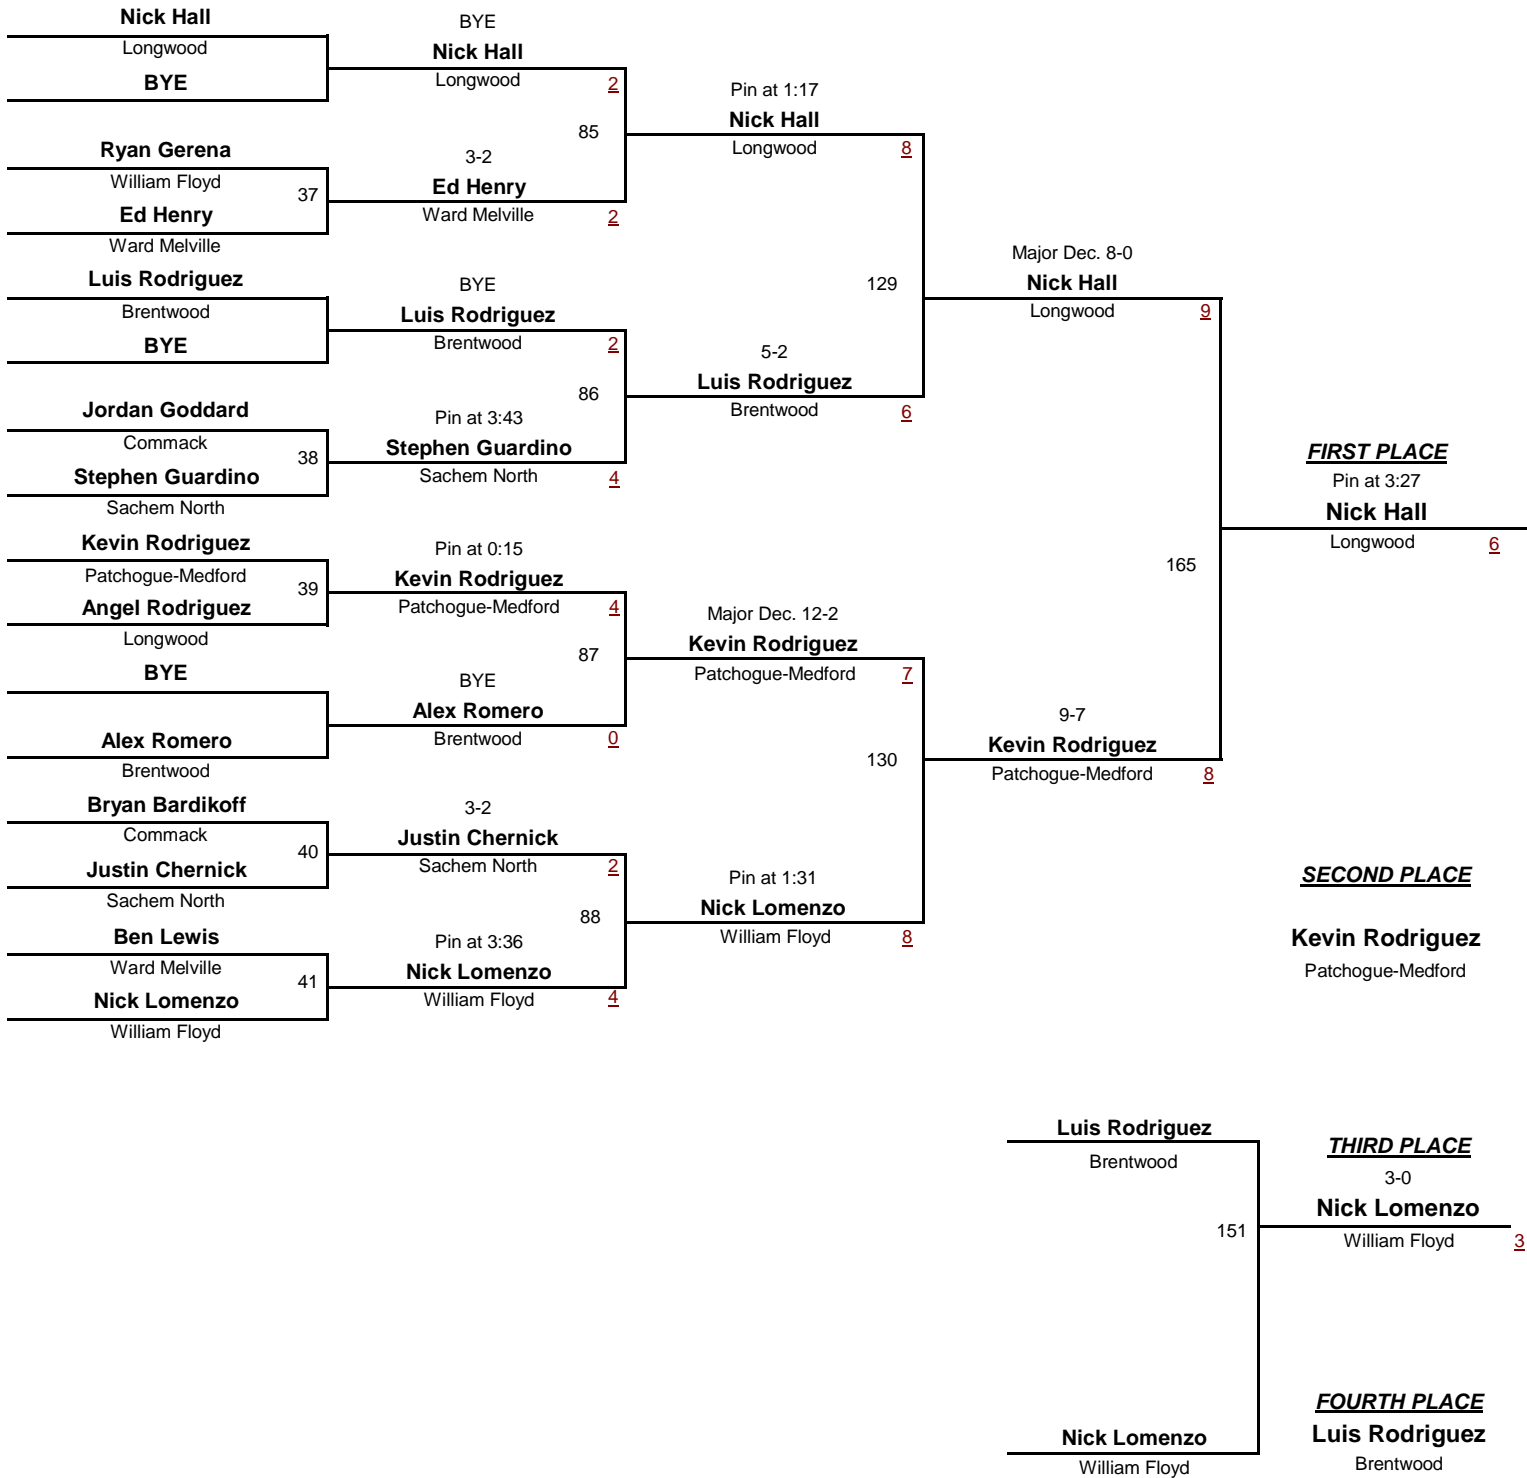 Nick Hall
Longwood
BYE
Ryan Gerena
William Floyd
37
Ed Henry
Ward Melville
Luis Rodriguez
Brentwood
BYE
Jordan Goddard
Commack
38
Stephen Guardino
Sachem North
Kevin Rodriguez
Patchogue-Medford
39
Angel Rodriguez
Longwood
BYE
Alex Romero
Brentwood
Bryan Bardikoff
Commack
40
Justin Chernick
Sachem North
Ben Lewis
Ward Melville
41
Nick Lomenzo
William Floyd
BYE
Nick Hall
Longwood 2
85
3-2
Ed Henry
Ward Melville 2
BYE
Luis Rodriguez
Brentwood 2
86
Pin at 3:43
Stephen Guardino
Sachem North 4
Pin at 0:15
Kevin Rodriguez
Patchogue-Medford 4
87
BYE
Alex Romero
Brentwood 0
3-2
Justin Chernick
Sachem North 2
88
Pin at 3:36
Nick Lomenzo
William Floyd 4
Pin at 1:17
Nick Hall
Longwood 8
129
5-2
Luis Rodriguez
Brentwood 6
Major Dec. 12-2
Kevin Rodriguez
Patchogue-Medford 7
130
Pin at 1:31
Nick Lomenzo
William Floyd 8
Major Dec. 8-0
Nick Hall
Longwood 9
165
9-7
Kevin Rodriguez
Patchogue-Medford 8
FIRST PLACE
Pin at 3:27
Nick Hall
Longwood 6
SECOND PLACE
Kevin Rodriguez
Patchogue-Medford
Luis Rodriguez
Brentwood
151
Nick Lomenzo
William Floyd
THIRD PLACE
3-0
Nick Lomenzo
William Floyd 3
FOURTH PLACE
Luis Rodriguez
Brentwood